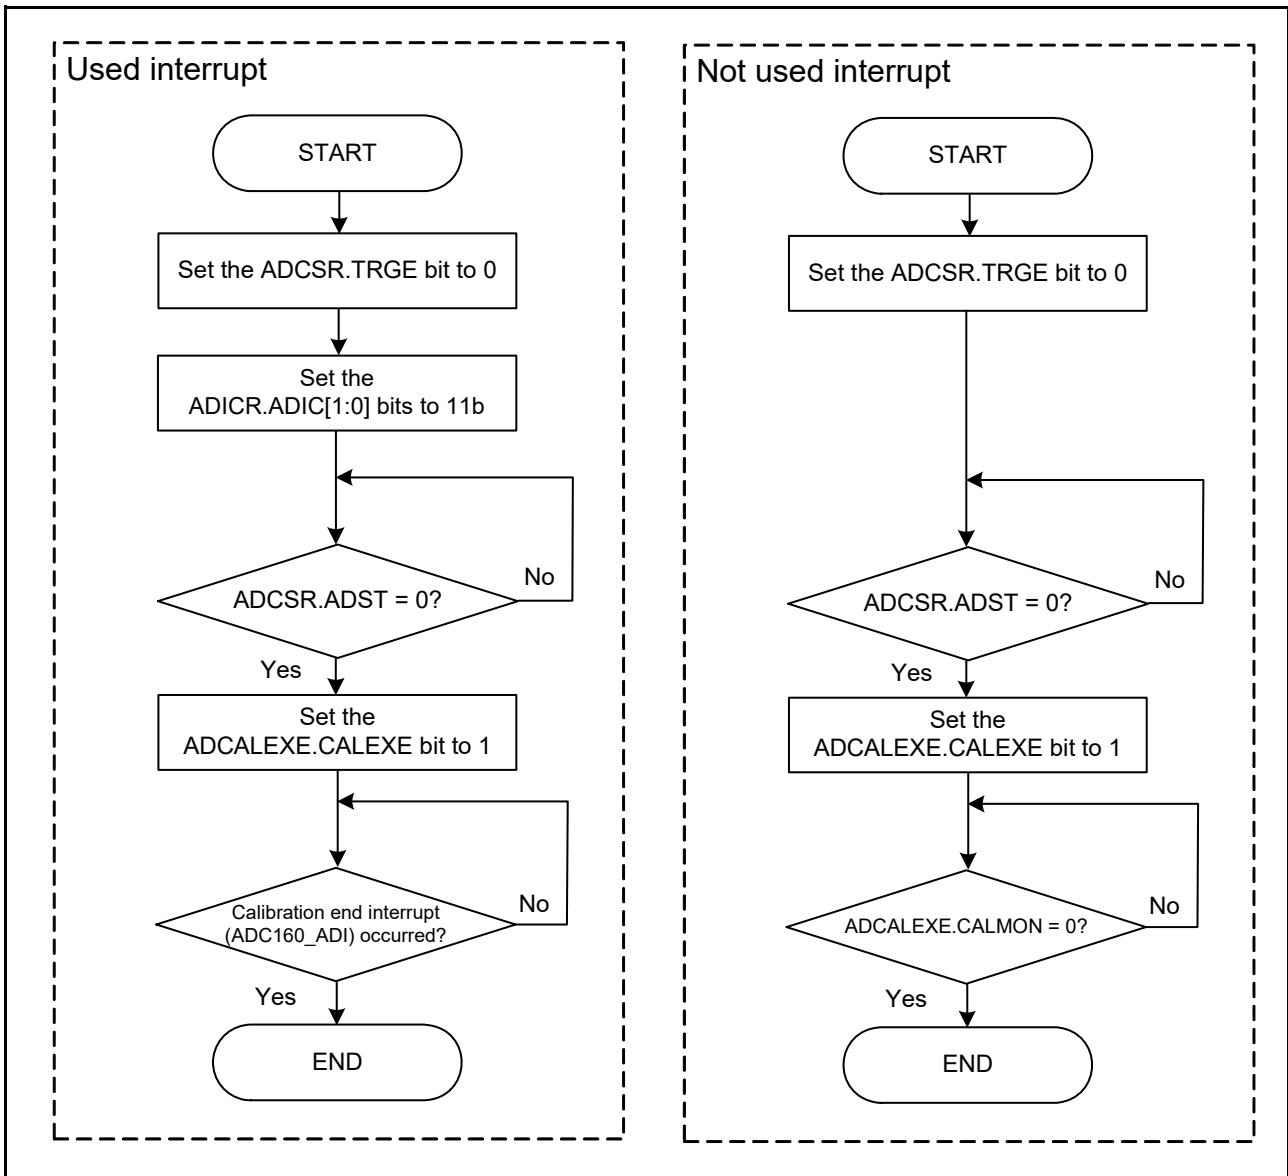 Used interrupt
START
Set the ADCSR.TRGE bit to 0
Set the
ADICR.ADIC[1:0] bits to 11b
ADCSR.ADST = 0?
No
Yes
Set the
ADCALEXE.CALEXE bit to 1
Calibration end interrupt
(ADC160_ADI) occurred?
No
Yes
END
Not used interrupt
START
Set the ADCSR.TRGE bit to 0
ADCSR.ADST = 0?
No
Yes
Set the
ADCALEXE.CALEXE bit to 1
ADCALEXE.CALMON = 0?
No
Yes
END